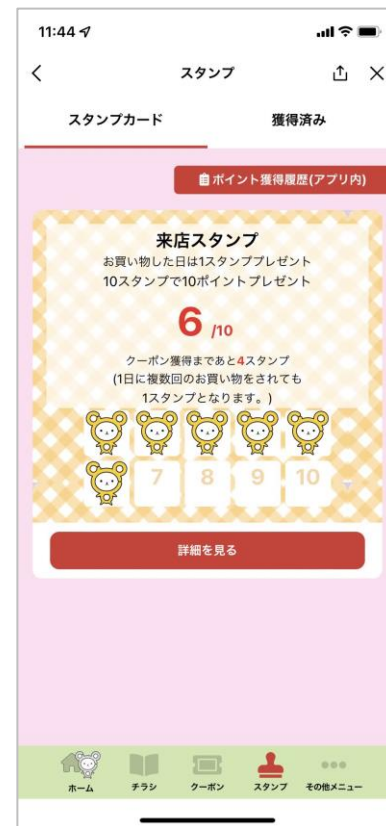 11:44
スタンプ
スタンプカード 獲得済み
ポイント獲得履歴(アプリ内)
来店スタンプ
お買い物した日は1スタンププレゼント
10スタンプで10ポイントプレゼント
6 /10
クーポン獲得まであと4スタンプ
(1日に複数回のお買い物をされても
1スタンプとなります。)
7 8 9 10
詳細を見る
ホーム チラシ クーポン スタンプ その他メニュー